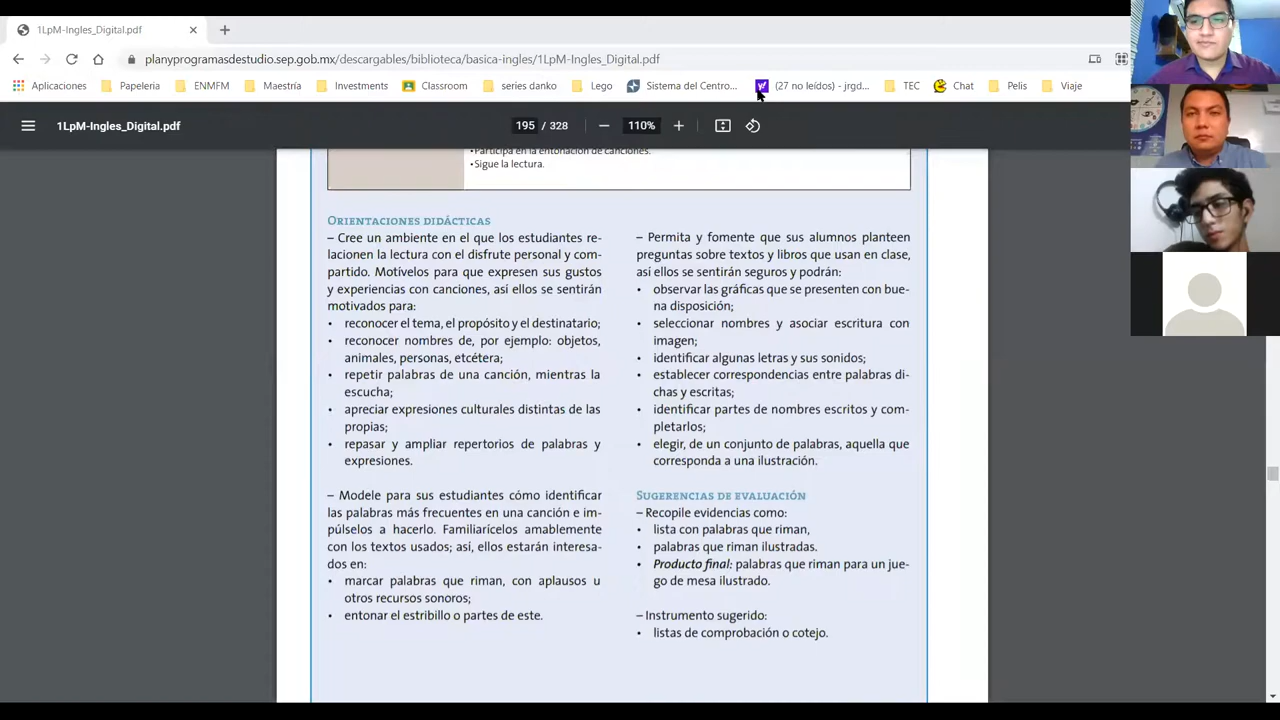 1LpM-Ingles_Digital.pdf
planyprogramasdestudio.sep.gob.mx/descargables/biblioteca/basica-ingles/1LpM-Ingles_Digital.pdf
Aplicaciones Papeleria ENMFM Maestría Investments Classroom series danko Lego Sistema del Centro... (27 no leídos) - jrgd... TEC Chat Pelis Viaje
1LpM-Ingles_Digital.pdf 195 / 328 110%
•Participa en la entonación de canciones.
•Sigue la lectura.
Orientaciones didácticas
– Cree un ambiente en el que los estudiantes re-
lacionen la lectura con el disfrute personal y com-
partido. Motívelos para que expresen sus gustos
y experiencias con canciones, así ellos se sentirán
motivados para:
• reconocer el tema, el propósito y el destinatario;
• reconocer nombres de, por ejemplo: objetos,
animales, personas, etcétera;
• repetir palabras de una canción, mientras la
escucha;
• apreciar expresiones culturales distintas de las
propias;
• repasar y ampliar repertorios de palabras y
expresiones.
– Modele para sus estudiantes cómo identificar
las palabras más frecuentes en una canción e im-
púlselos a hacerlo. Familiarícelos amablemente
con los textos usados; así, ellos estarán interesa-
dos en:
• marcar palabras que riman, con aplausos u
otros recursos sonoros;
• entonar el estribillo o partes de este.
– Permita y fomente que sus alumnos planteen
preguntas sobre textos y libros que usan en clase,
así ellos se sentirán seguros y podrán:
• observar las gráficas que se presenten con bue-
na disposición;
• seleccionar nombres y asociar escritura con
imagen;
• identificar algunas letras y sus sonidos;
• establecer correspondencias entre palabras di-
chas y escritas;
• identificar partes de nombres escritos y com-
pletarlos;
• elegir, de un conjunto de palabras, aquella que
corresponda a una ilustración.
Sugerencias de evaluación
– Recopile evidencias como:
• lista con palabras que riman,
• palabras que riman ilustradas.
• Producto final: palabras que riman para un jue-
go de mesa ilustrado.
– Instrumento sugerido:
• listas de comprobación o cotejo.